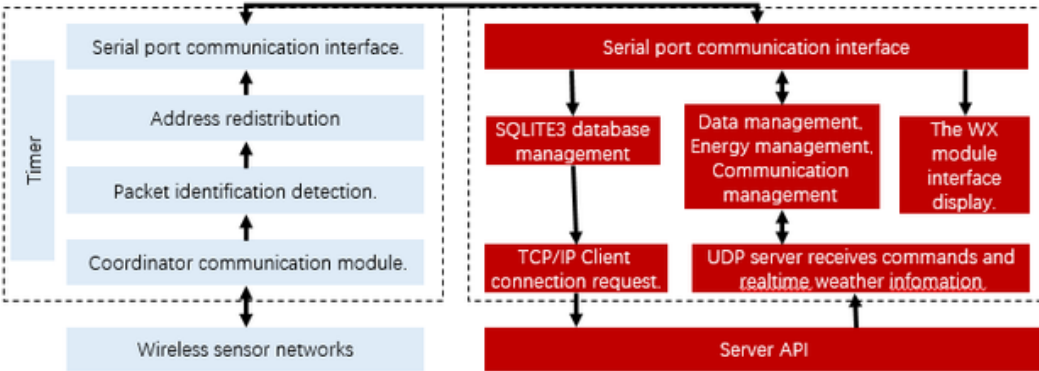 Serial port communication interface.
Address redistribution
Packet identification detection.
Coordinator communication module.
Timer
Wireless sensor networks
Serial port communication interface
SQLITE3 database
management
Data management,
Energy management,
Communication
management
The WX
module
interface
display.
TCP/IP Client
connection request.
UDP server receives commands and
realtime weather infomation
Server API